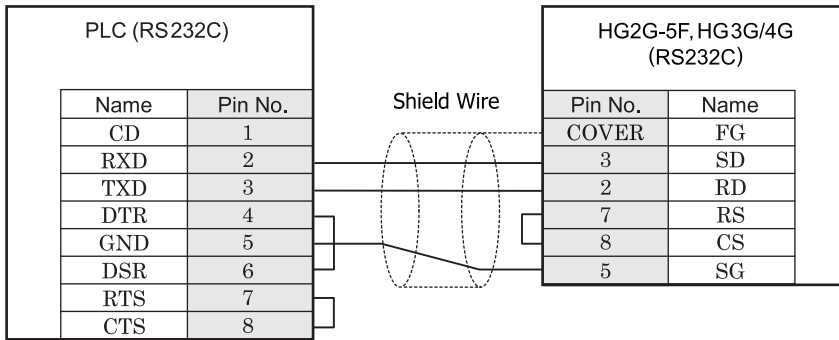 PLC (RS232C)
HG2G-5F, HG3G/4G
(RS232C)
Shield Wire
Name Pin No.
CD 1
RXD 2
TXD 3
DTR 4
GND 5
DSR 6
RTS 7
CTS 8
Pin No. Name
COVER FG
3 SD
2 RD
7 RS
8 CS
5 SG